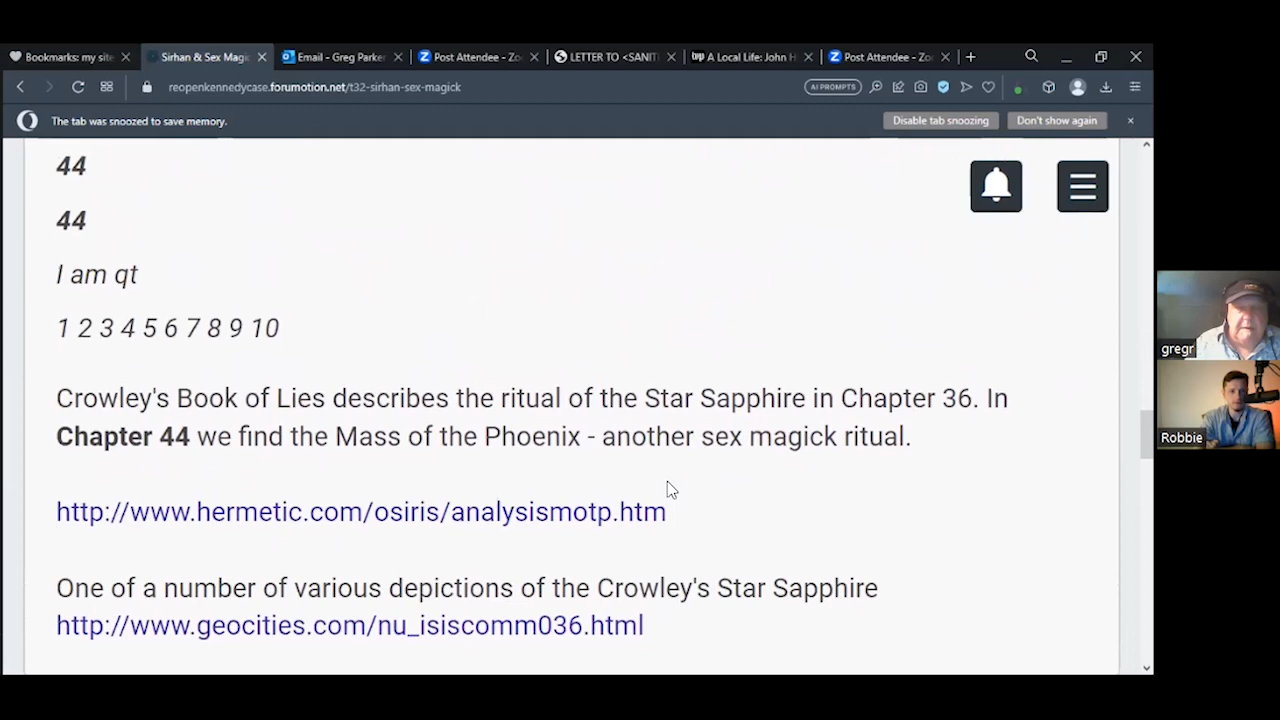 Bookmarks: my site
Sirhan & Sex Magi
Email - Greg Parker
Post Attendee - Zo
LETTER TO <SANIT
A Local Life: John H
Post Attendee - Zo
reopenkennedycase.forumotion.net/t32-sirhan-sex-magick
AI PROMPTS
The tab was snoozed to save memory.
Disable tab snoozing
Don't show again
44
44
I am qt
1 2 3 4 5 6 7 8 9 10
Crowley's Book of Lies describes the ritual of the Star Sapphire in Chapter 36. In
Chapter 44 we find the Mass of the Phoenix - another sex magick ritual.
http://www.hermetic.com/osiris/analysismotp.htm
One of a number of various depictions of the Crowley's Star Sapphire
http://www.geocities.com/nu_isiscomm036.html
gregr
Robbie